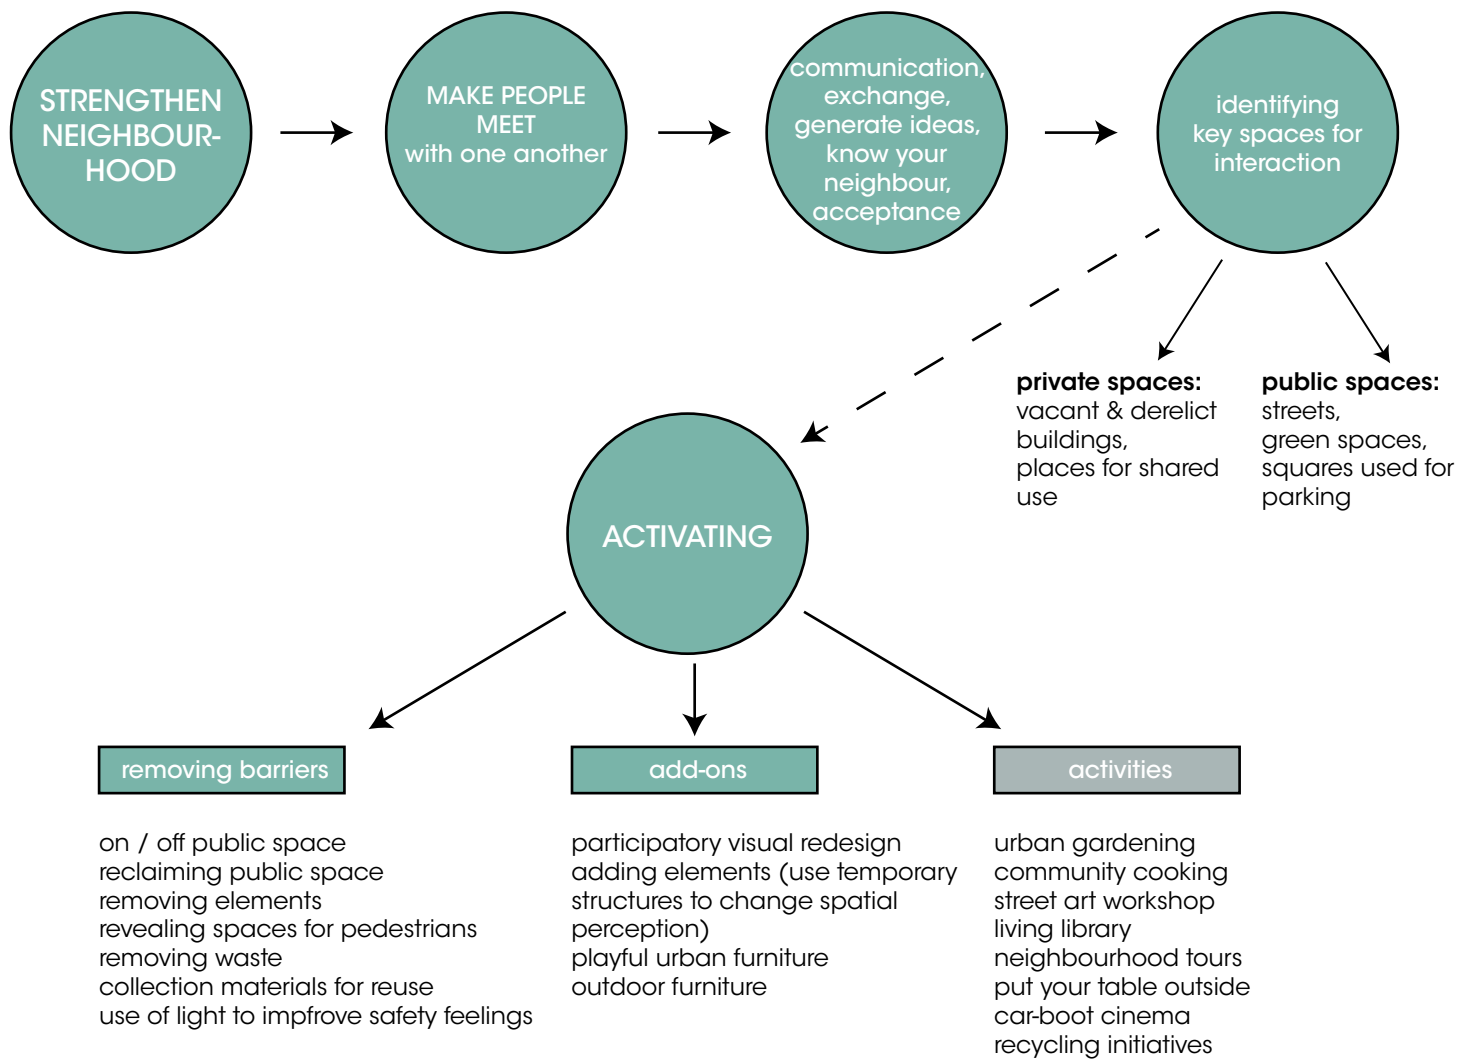 STRENGTHEN
NEIGHBOUR-
HOOD
MAKE PEOPLE
MEET
with one another
communication,
exchange,
generate ideas,
know your
neighbour,
acceptance
identifying
key spaces for
interaction
private spaces:
vacant & derelict
buildings,
places for shared
use
public spaces:
streets,
green spaces,
squares used for
parking
ACTIVATING
removing barriers
on / off public space
reclaiming public space
removing elements
revealing spaces for pedestrians
removing waste
collection materials for reuse
use of light to impfrove safety feelings
add-ons
participatory visual redesign
adding elements (use temporary
structures to change spatial
perception)
playful urban furniture
outdoor furniture
activities
urban gardening
community cooking
street art workshop
living library
neighbourhood tours
put your table outside
car-boot cinema
recycling initiatives